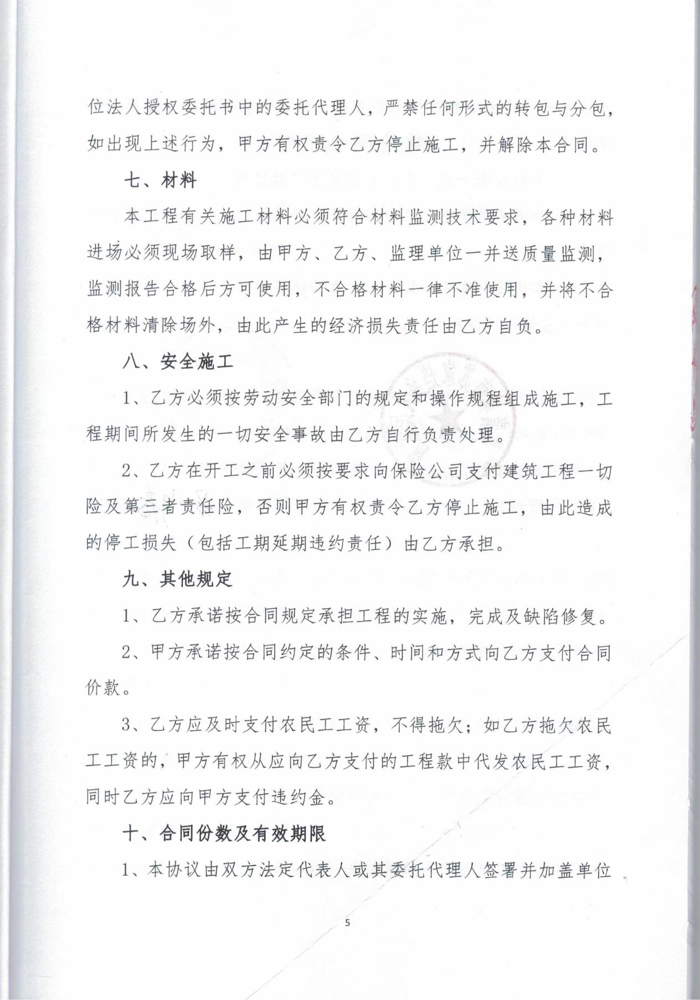 位法人授权委托书中的委托代理人，严禁任何形式的转包与分包，
如出现上述行为，甲方有权责令乙方停止施工，并解除本合同。
七、材料
本工程有关施工材料必须符合材料监测技术要求，各种材料
进场必须现场取样，由甲方、乙方、监理单位一并送质量监测，
监测报告合格后方可使用，不合格材料一律不准使用，并将不合
格材料清除场外，由此产生的经济损失责任由乙方自负。
八、安全施工
1、乙方必须按劳动安全部门的规定和操作规程组成施工，工
程期间所发生的一切安全事故由乙方自行负责处理。
2、乙方在开工之前必须按要求向保险公司支付建筑工程一切
险及第三者责任险，否则甲方有权责令乙方停止施工，由此造成
的停工损失（包括工期延期违约责任）由乙方承担。
九、其他规定
1、乙方承诺按合同规定承担工程的实施，完成及缺陷修复。
2、甲方承诺按合同约定的条件、时间和方式向乙方支付合同
价款。
3、乙方应及时支付农民工工资，不得拖欠；如乙方拖欠农民
工工资的，甲方有权从应向乙方支付的工程款中代发农民工工资，
同时乙方应向甲方支付违约金。
十、合同份数及有效期限
1、本协议由双方法定代表人或其委托代理人签署并加盖单位
5